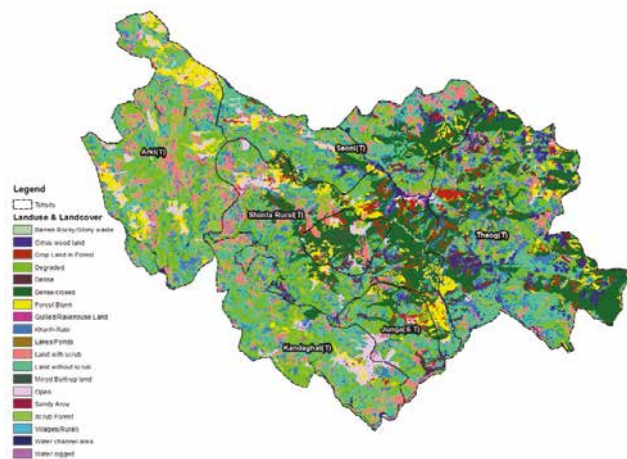 Arki(T)
Seoni(T)
Shimla Rural(T)
Theog(T)
Junga(S.T)
Kandaghat(T)
Legend
Tehsils
Landuse & Landcover
Barren Rocky/Stony waste
Citrus wood land
Crop Land in Forest
Degraded
Dense
Dense closed
Forest Blank
Gullied/Ravenous Land
Kharih Rabi
Lakes Ponds
Land with scrub
Land without scrub
Mixed Built-up land
Open
Sandy Area
Scrub Forest
Villages(Rural)
Water channel area
Water logged